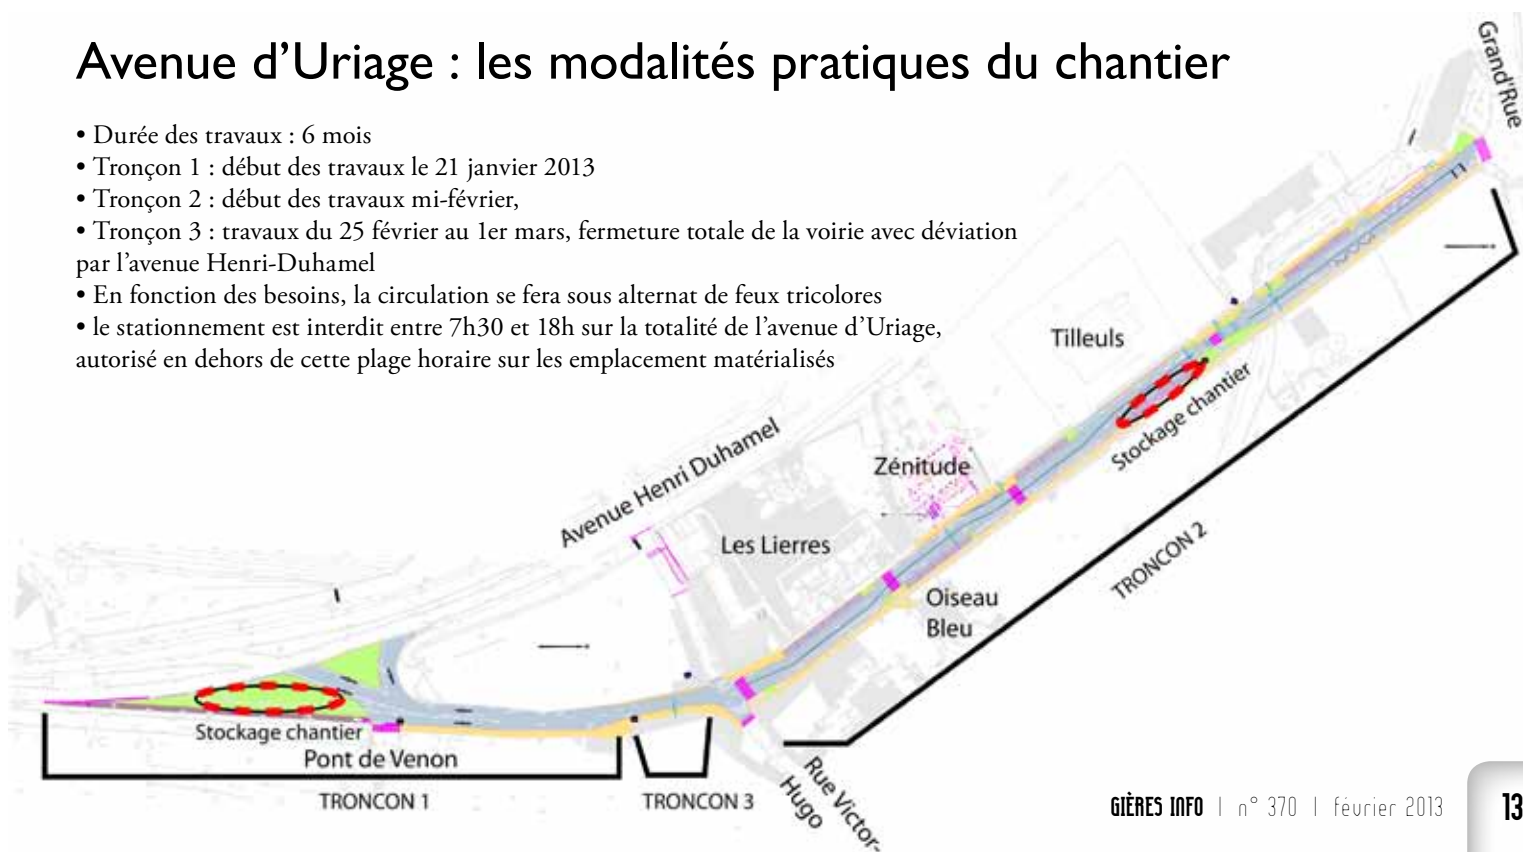 Avenue d'Uriage : les modalités pratiques du chantier
• Durée des travaux : 6 mois
• Tronçon 1 : début des travaux le 21 janvier 2013
• Tronçon 2 : début des travaux mi-février,
• Tronçon 3 : travaux du 25 février au 1er mars, fermeture totale de la voirie avec déviation
par l'avenue Henri-Duhamel
• En fonction des besoins, la circulation se fera sous alternat de feux tricolores
• le stationnement est interdit entre 7h30 et 18h sur la totalité de l'avenue d'Uriage,
autorisé en dehors de cette plage horaire sur les emplacement matérialisés
Grand'Rue
Tilleuls
Stockage chantier
Zénitude
Avenue Henri Duhamel
Les Lierres
Oiseau
Bleu
TRONCON 2
Stockage chantier
Pont de Venon
TRONCON 1
TRONCON 3
Rue Victor-
Hugo
GIÈRES INFO | n° 370 | février 2013
13